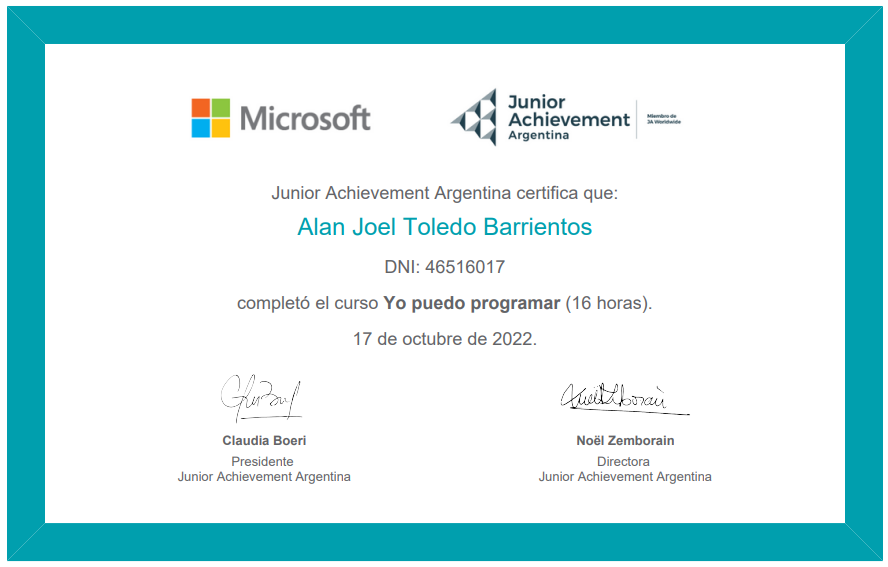 Microsoft
Junior
Achievement
Argentina
Miembro de
JA Worldwide
Junior Achievement Argentina certifica que:
Alan Joel Toledo Barrientos
DNI: 46516017
completó el curso Yo puedo programar (16 horas).
17 de octubre de 2022.
Claudia Boeri
Presidente
Junior Achievement Argentina
Noël Zemborain
Directora
Junior Achievement Argentina